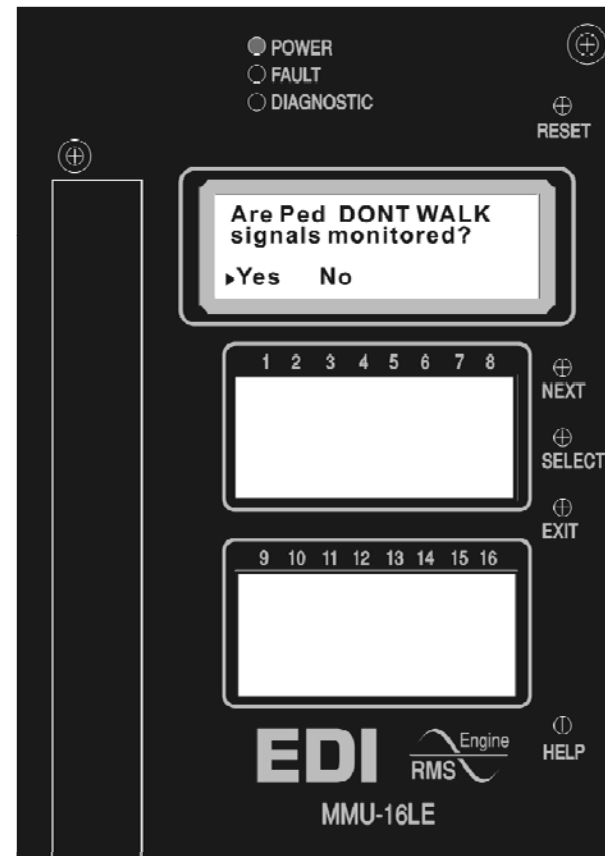 POWER
FAULT
DIAGNOSTIC
RESET
Are Ped DONT WALK
signals monitored?
▸Yes No
1 2 3 4 5 6 7 8
NEXT
SELECT
EXIT
9 10 11 12 13 14 15 16
EDI
Engine
RMS
HELP
MMU-16LE